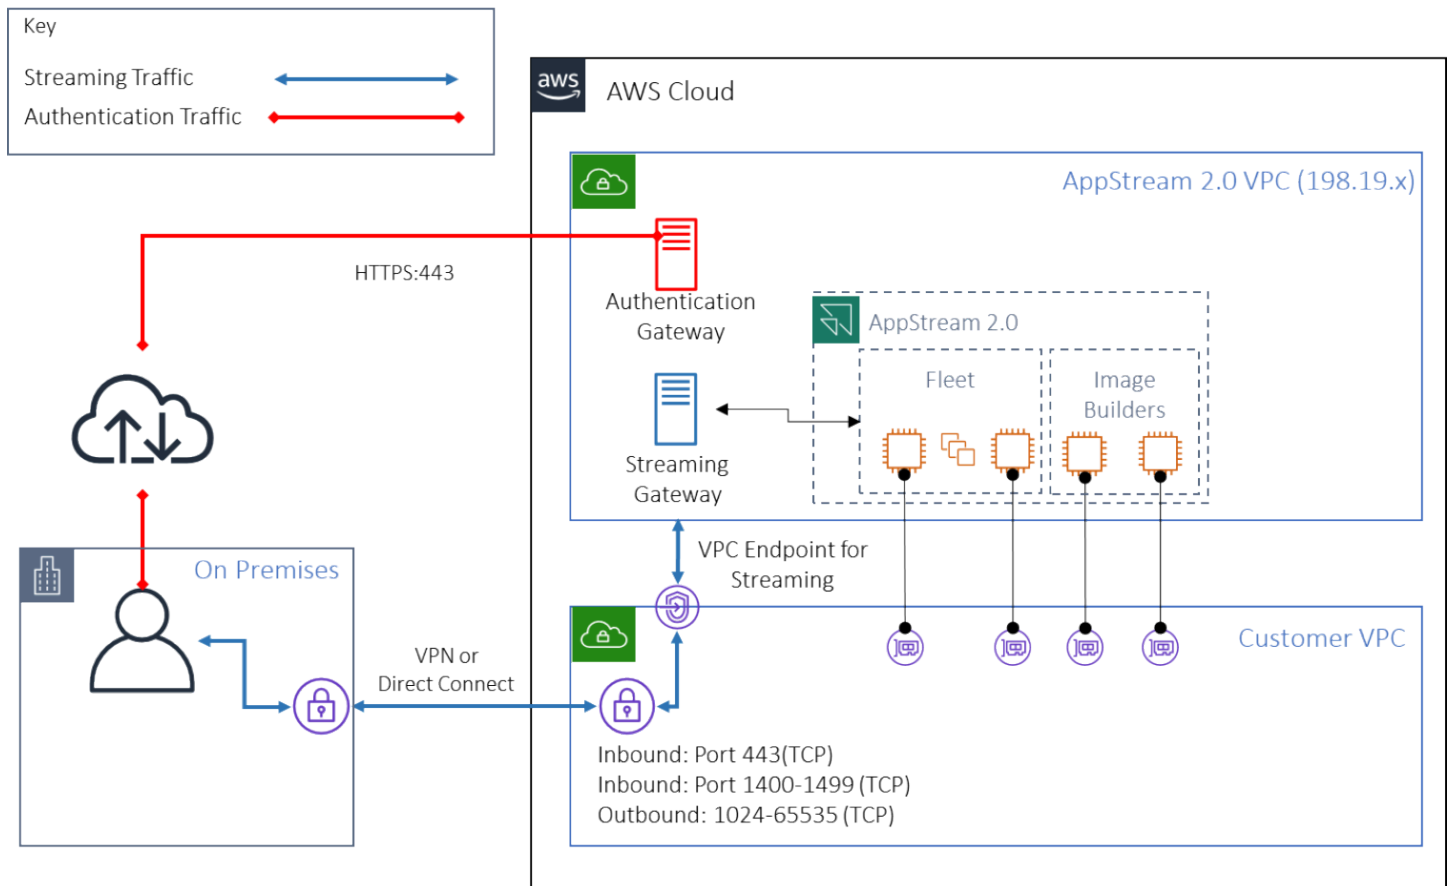 Key
Streaming Traffic
Authentication Traffic
aws
AWS Cloud
AppStream 2.0 VPC (198.19.x)
HTTPS:443
Authentication
Gateway
AppStream 2.0
Fleet
Image
Builders
Streaming
Gateway
VPC Endpoint for
Streaming
On Premises
Customer VPC
VPN or
Direct Connect
Inbound: Port 443(TCP)
Inbound: Port 1400-1499 (TCP)
Outbound: 1024-65535 (TCP)